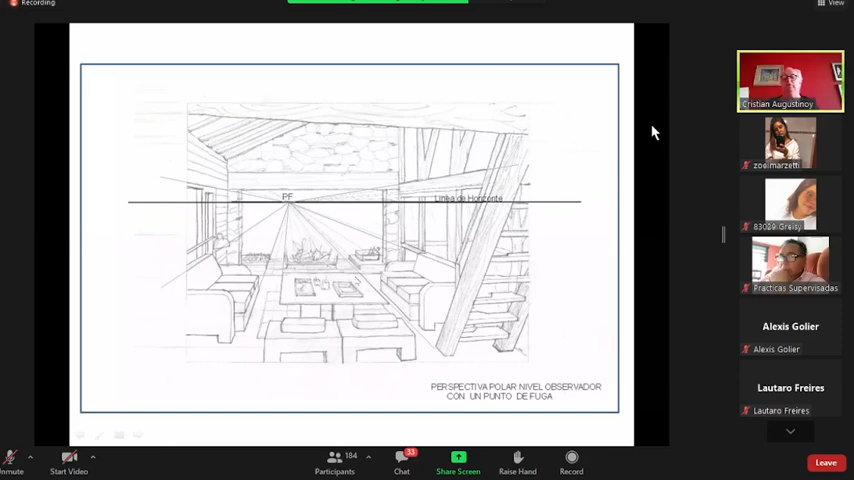 Recording
View
PF
Linea de Horizonte
PERSPECTIVA POLAR NIVEL OBSERVADOR
CON UN PUNTO DE FUGA
Cristian Augustinoy
zoelmarzetti
83029 Greisy
Practicas Supervisadas
Alexis Golier
Alexis Golier
Lautaro Freires
Lautaro Freires
Unmute
Start Video
184
Participants
33
Chat
Share Screen
Raise Hand
Record
Leave